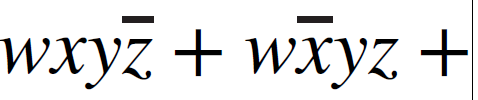 wxyz̅ + wx̅yz +